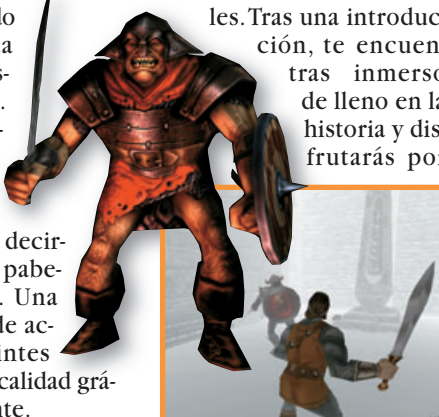 do
decir-
pabe-
. Una
de ac-
intes
calidad grá-
nte.
les. Tras una introduc-
ción, te encuen-
tras inmerso
de lleno en la
historia y dis-
frutarás por